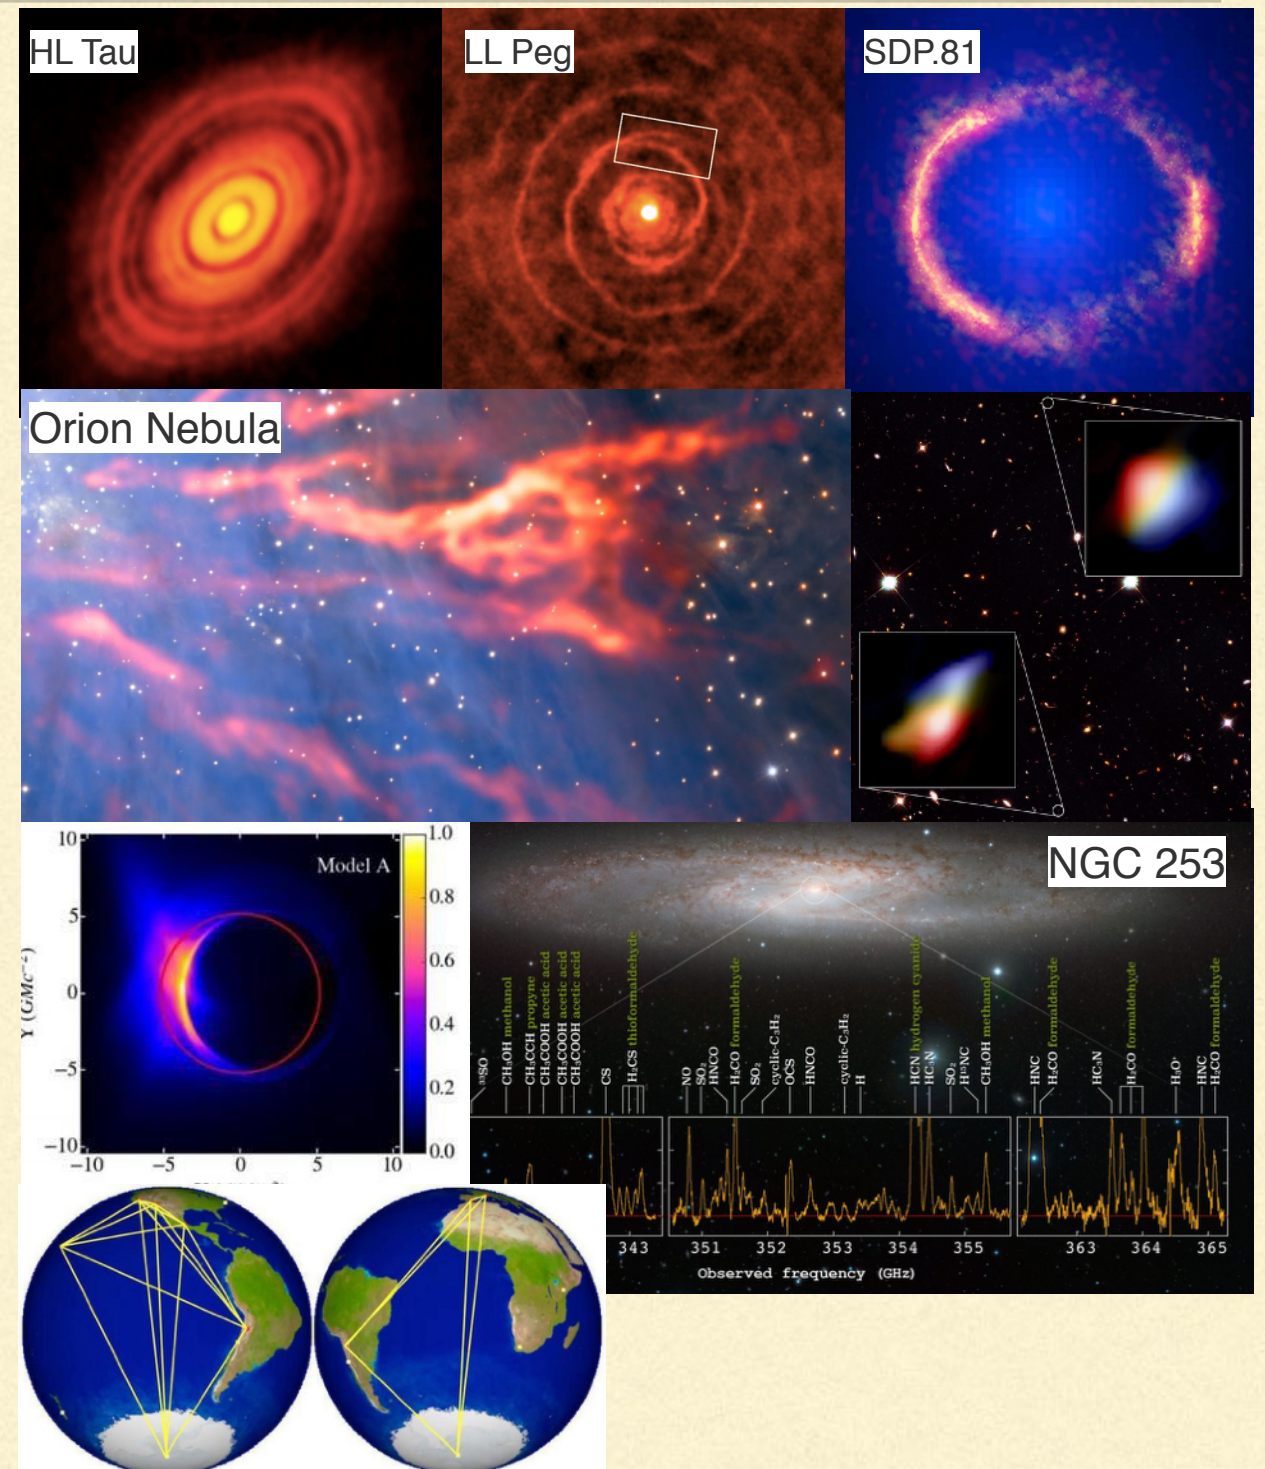 HL Tau
LL Peg
SDP.81
Orion Nebula
Model A
10
5
0
−5
−10
Y (GMc⁻²)
−10 −5 0 5 10
1.0
0.8
0.6
0.4
0.2
0.0
NGC 253
³³SO
CH₃OH methanol
CH₃CCH propyne
CH₃COOH acetic acid
CH₃COOH acetic acid
CH₃COOH acetic acid
CS
H₂CS thioformaldehyde
NO
SO₂
HNCO
H₂CO formaldehyde
SO₂
cyclic-C₃H₂
OCS
HNCO
cyclic-C₃H₂
H
HCN hydrogen cyanide
HC₃N
SO₂
H¹⁵NC
CH₃OH methanol
HNC
H₂CO formaldehyde
HC₃N
H₂CO formaldehyde
H₃O⁺
HNC
H₂CO formaldehyde
343 351 352 353 354 355 363 364 365
Observed frequency (GHz)